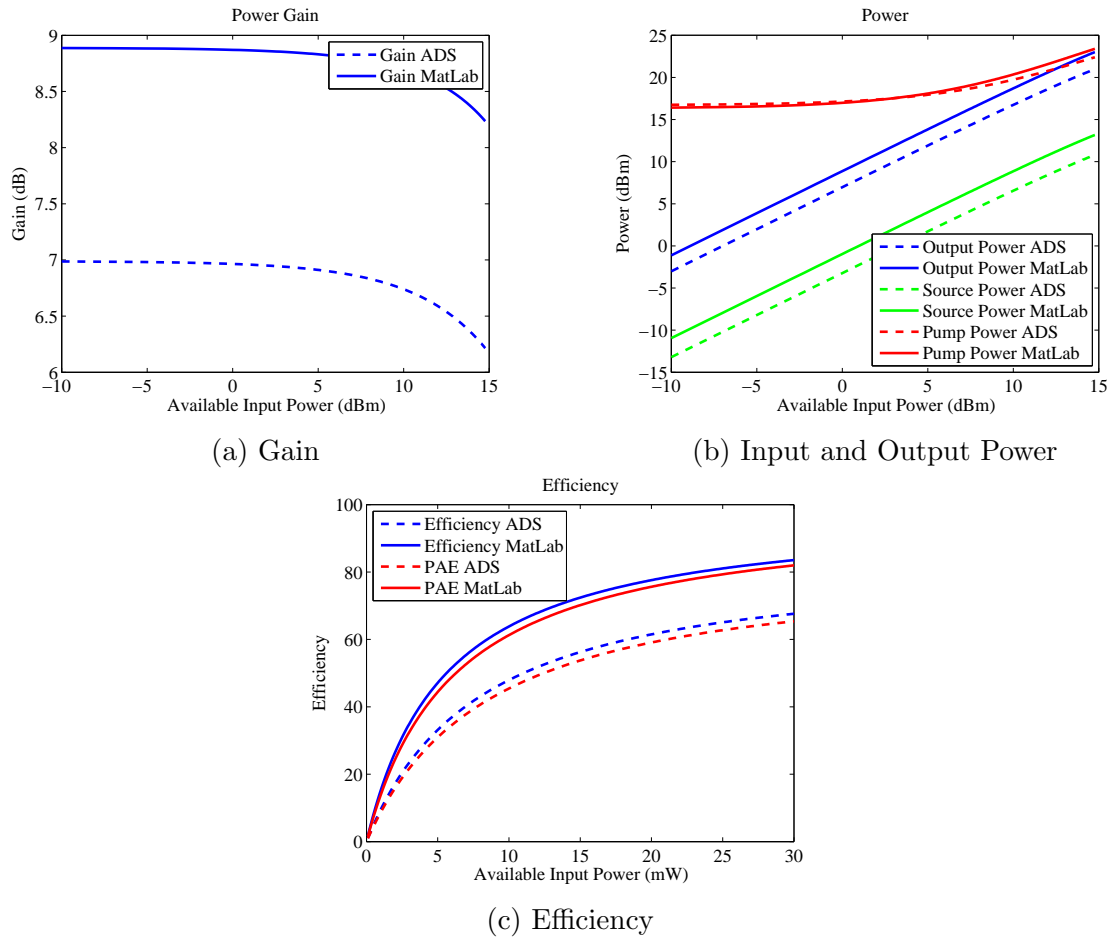 Power Gain
9
8.5
8
7.5
7
6.5
6
Gain (dB)
Gain ADS
Gain MatLab
−10
−5
0
5
10
15
Available Input Power (dBm)
(a) Gain
Power
25
20
15
10
5
0
−5
−10
−15
Power (dBm)
Output Power ADS
Output Power MatLab
Source Power ADS
Source Power MatLab
Pump Power ADS
Pump Power MatLab
−10
−5
0
5
10
15
Available Input Power (dBm)
(b) Input and Output Power
Efficiency
100
80
60
40
20
0
Efficiency
Efficiency ADS
Efficiency MatLab
PAE ADS
PAE MatLab
0
5
10
15
20
25
30
Available Input Power (mW)
(c) Efficiency